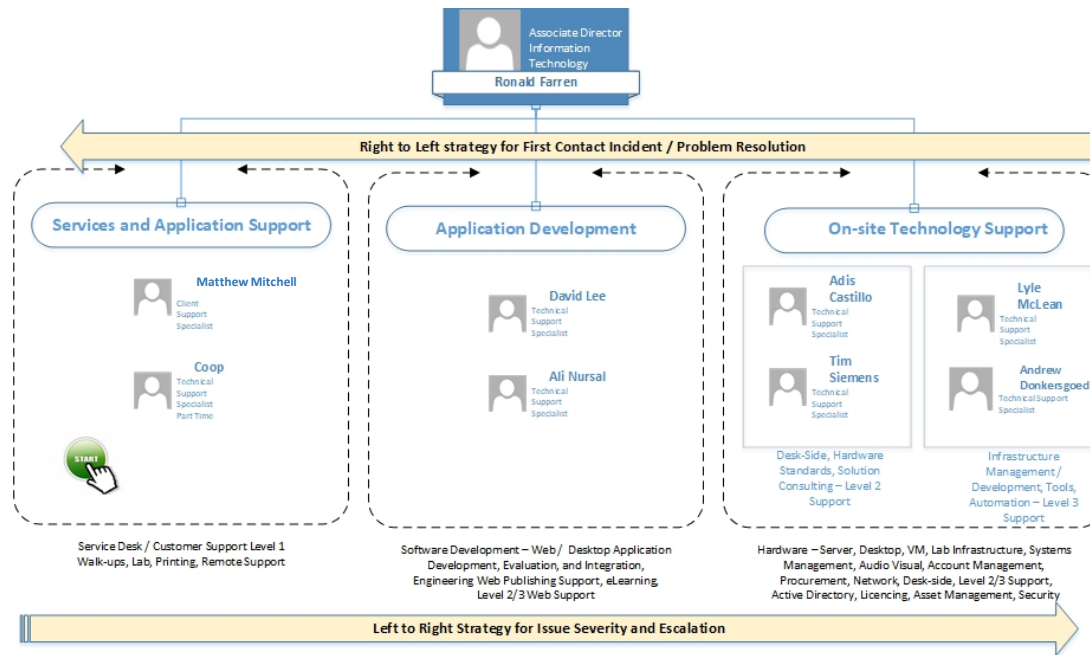 Associate Director
Information
Technology
Ronald Farren
Right to Left strategy for First Contact Incident / Problem Resolution
Services and Application Support
Matthew Mitchell
Client
Support
Specialist
Coop
Technical
Support
Specialist
Part Time
START
Service Desk / Customer Support Level 1
Walk-ups, Lab, Printing, Remote Support
Application Development
David Lee
Technical
Support
Specialist
Ali Nursal
Technical
Support
Specialist
Software Development – Web / Desktop Application
Development, Evaluation, and Integration,
Engineering Web Publishing Support, eLearning,
Level 2/3 Web Support
On-site Technology Support
Adis
Castillo
Technical
Support
Specialist
Tim
Siemens
Technical
Support
Specialist
Desk-Side, Hardware
Standards, Solution
Consulting – Level 2
Support
Lyle
McLean
Technical
Support
Specialist
Andrew
Donkersgoed
Technical Support
Specialist
Infrastructure
Management /
Development, Tools,
Automation – Level 3
Support
Hardware – Server, Desktop, VM, Lab Infrastructure, Systems
Management, Audio Visual, Account Management,
Procurement, Network, Desk-side, Level 2/3 Support,
Active Directory, Licencing, Asset Management, Security
Left to Right Strategy for Issue Severity and Escalation